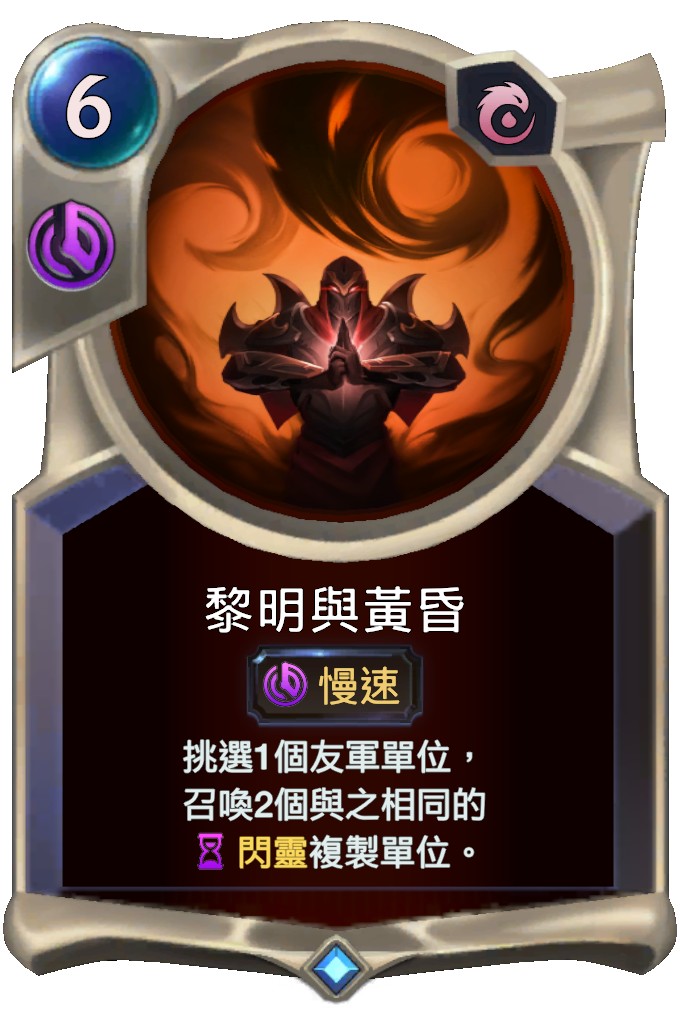 6
黎明與黃昏
慢速
挑選1個友軍單位，
召喚2個與之相同的
閃靈複製單位。